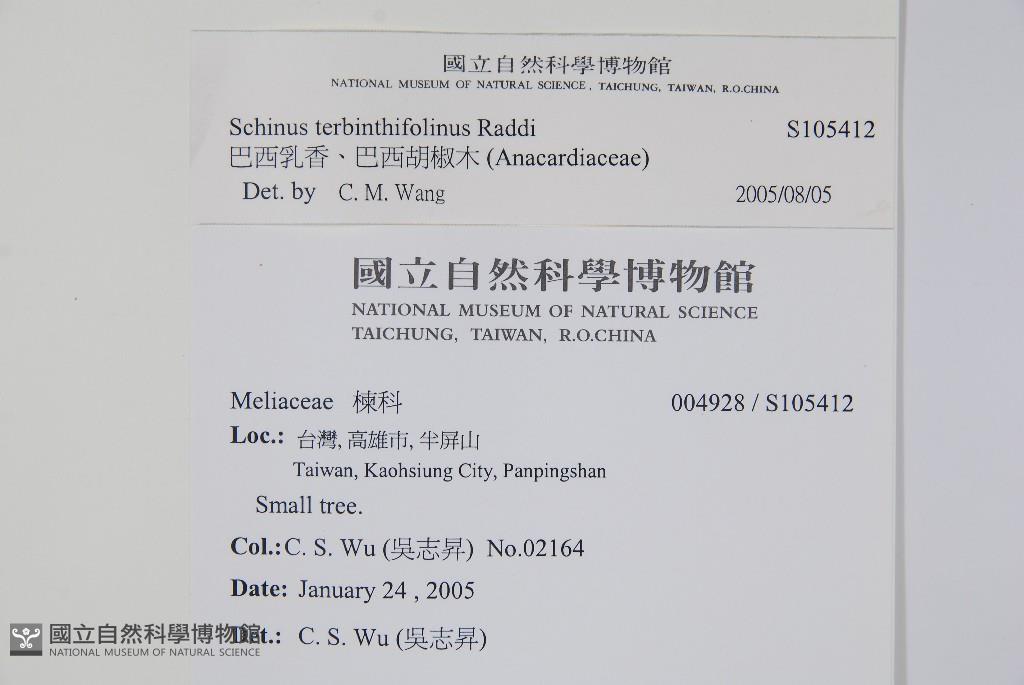 國立自然科學博物館
NATIONAL MUSEUM OF NATURAL SCIENCE, TAICHUNG, TAIWAN, R.O.CHINA
Schinus terbinthifolinus Raddi S105412
巴西乳香、巴西胡椒木 (Anacardiaceae)
Det. by C. M. Wang 2005/08/05
國立自然科學博物館
NATIONAL MUSEUM OF NATURAL SCIENCE
TAICHUNG, TAIWAN, R.O.CHINA
Meliaceae 楝科 004928 / S105412
Loc.: 台灣, 高雄市, 半屏山
Taiwan, Kaohsiung City, Panpingshan
Small tree.
Col.: C. S. Wu (吳志昇) No.02164
Date: January 24 , 2005
Det.: C. S. Wu (吳志昇)
國立自然科學博物館
NATIONAL MUSEUM OF NATURAL SCIENCE